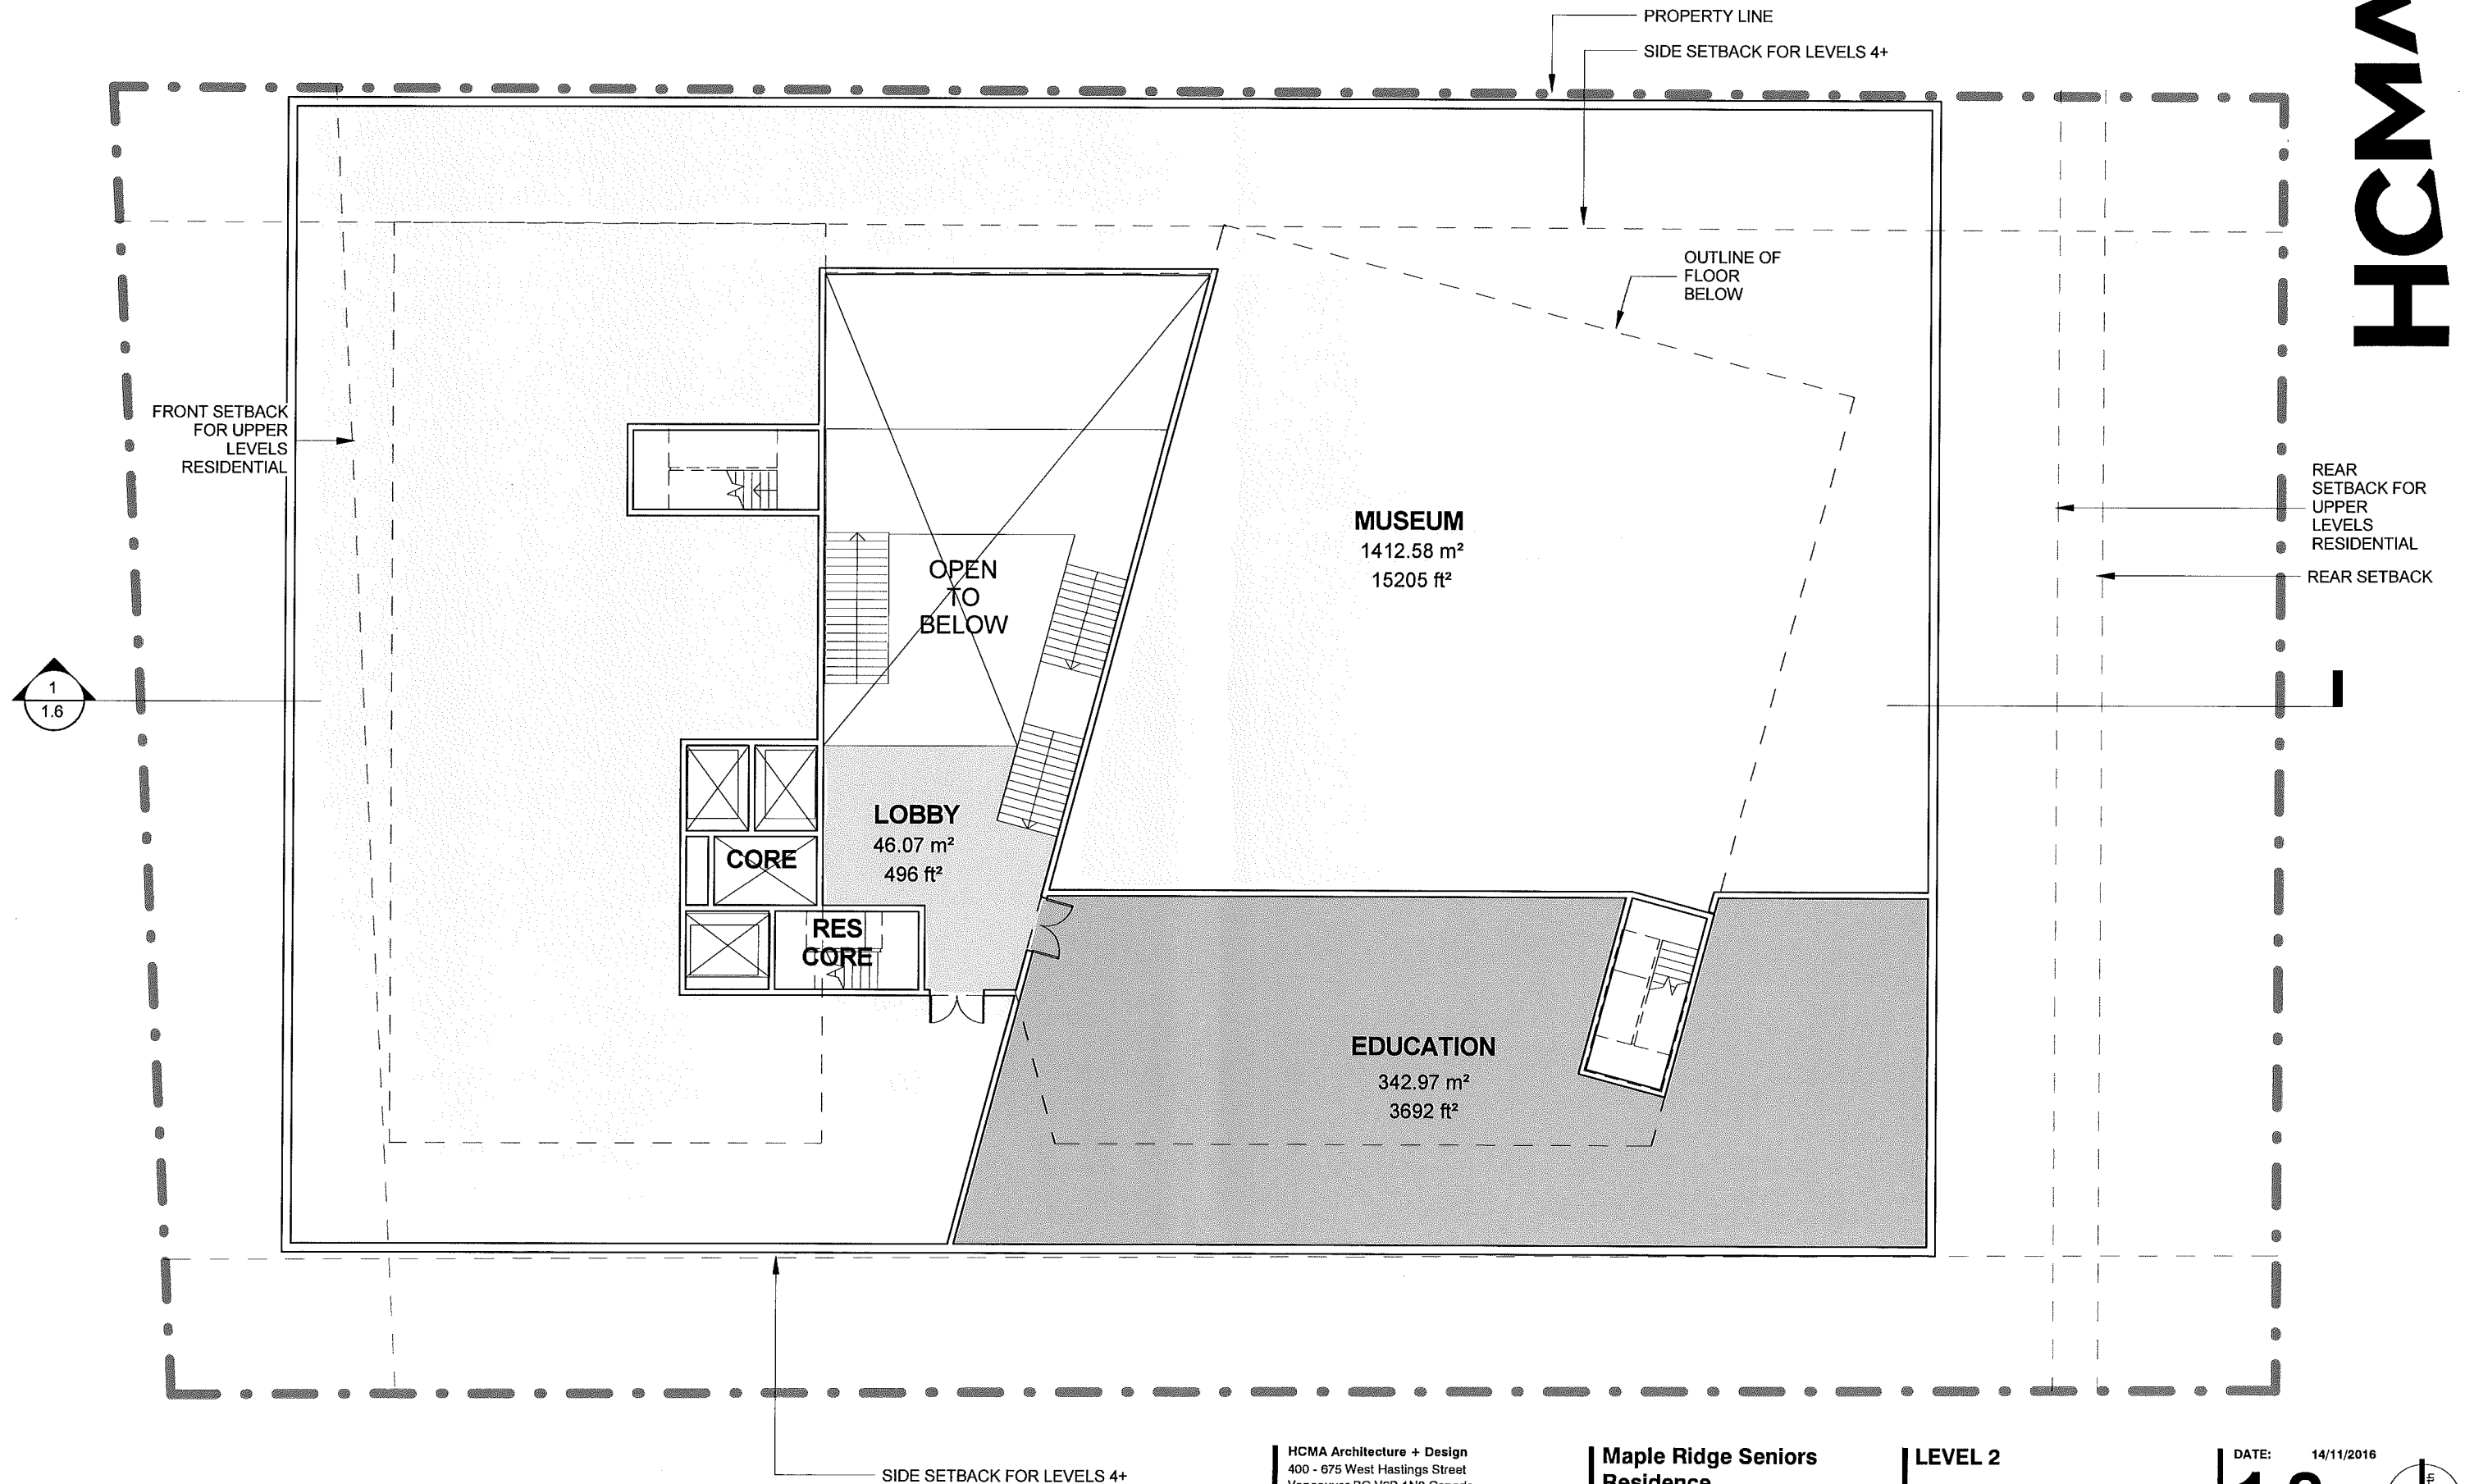 PROPERTY LINE
SIDE SETBACK FOR LEVELS 4+
HCMA
OUTLINE OF
FLOOR
BELOW
FRONT SETBACK
FOR UPPER
LEVELS
RESIDENTIAL
REAR
SETBACK FOR
UPPER
LEVELS
RESIDENTIAL
REAR SETBACK
MUSEUM
1412.58 m²
15205 ft²
OPEN
TO
BELOW
1
1.6
LOBBY
46.07 m²
496 ft²
CORE
RES
CORE
EDUCATION
342.97 m²
3692 ft²
SIDE SETBACK FOR LEVELS 4+
HCMA Architecture + Design
400 - 675 West Hastings Street
Maple Ridge Seniors
Residence
LEVEL 2
DATE: 14/11/2016